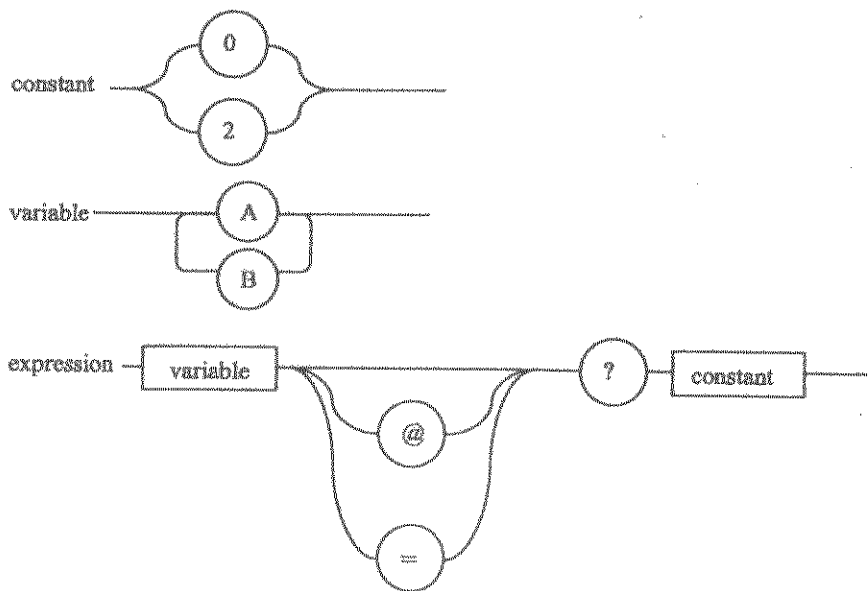 0
constant
2
variable
A
B
expression
variable
?
constant
@
=